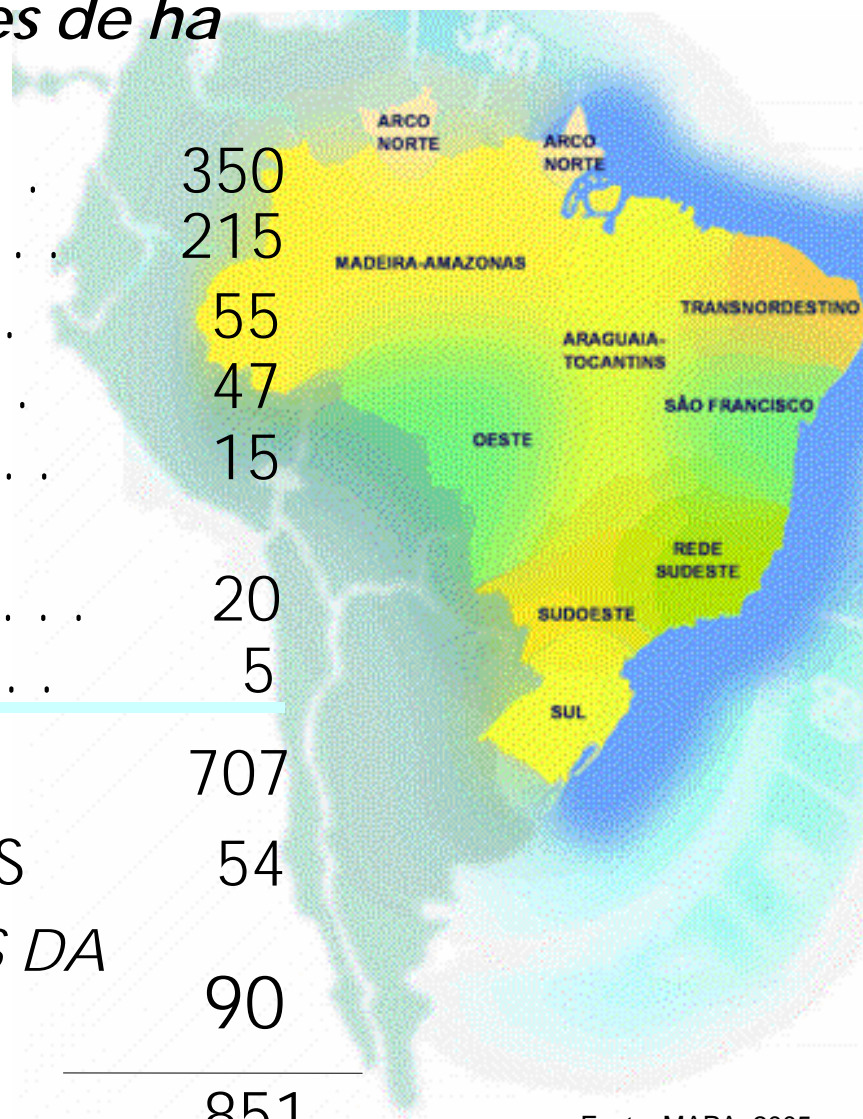 es de ha
. 350
. . 215
. 55
. 47
. . 15
. . . 20
. . 5
707
S 54
S DA
90
851
ARCO
NORTE
ARCO
NORTE
MADEIRA-AMAZONAS
TRANSNORDESTINO
ARAGUAIA-
TOCANTINS
SÃO FRANCISCO
OESTE
REDE
SUDESTE
SUDOESTE
SUL
340